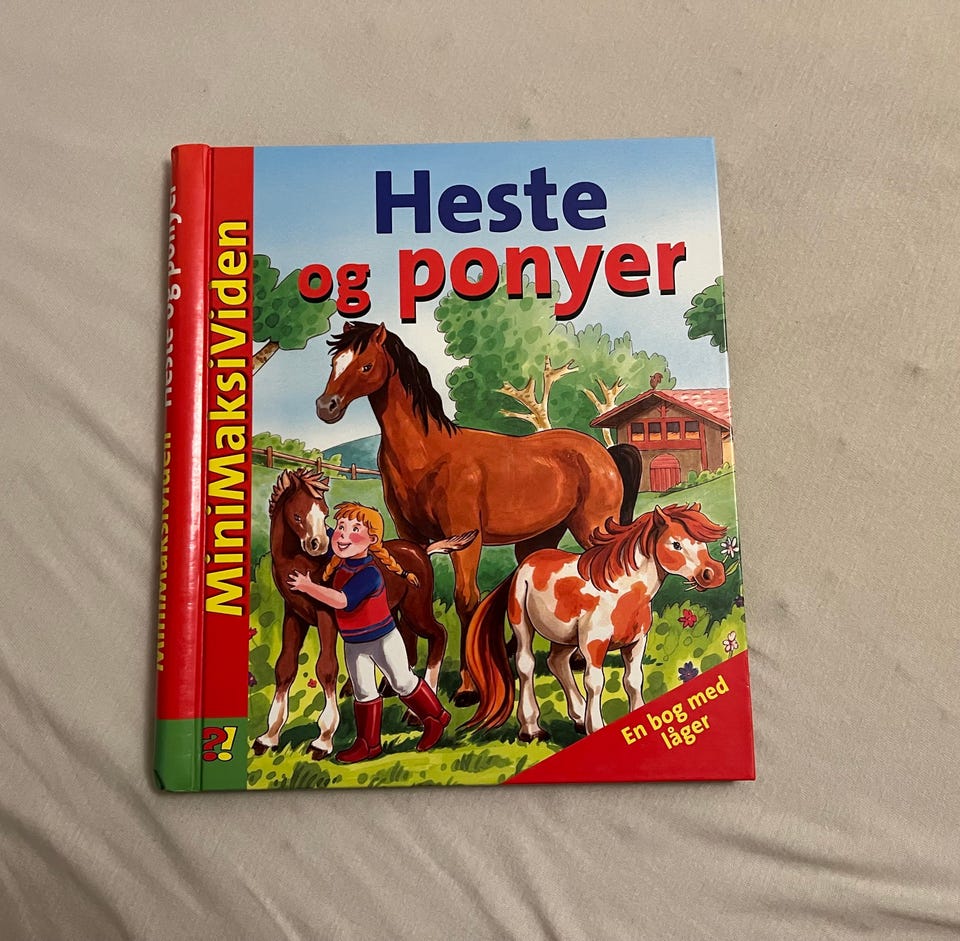 Heste
og ponyer
MiniMaksiViden
MiniMaksiViden Heste og ponyer
?!
En bog med
låger